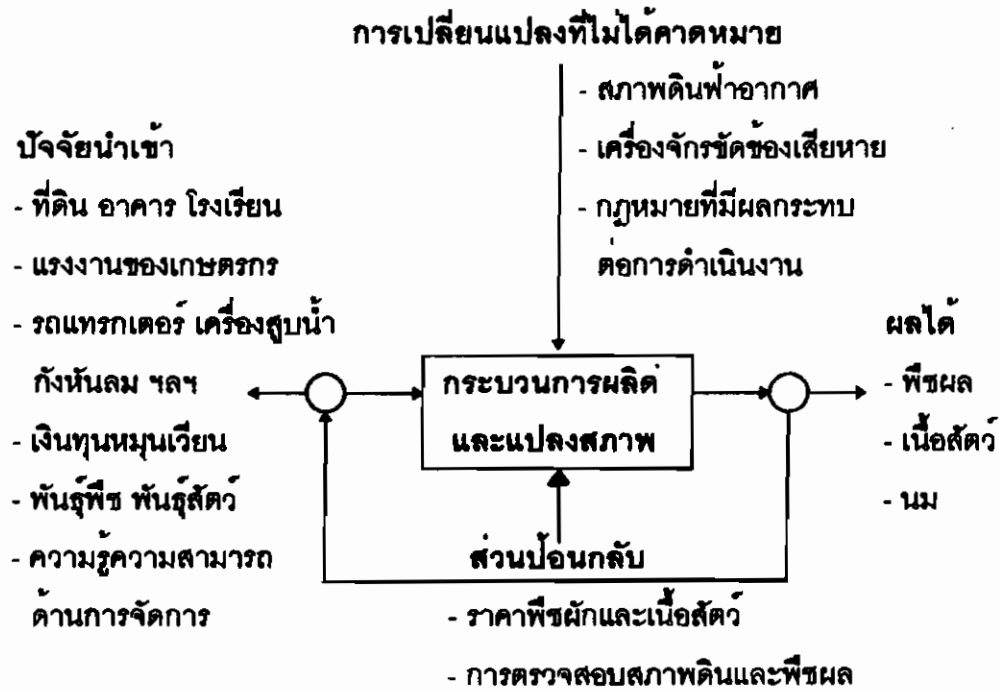 การเปลี่ยนแปลงที่ไม่ได้คาดหมาย
- สภาพดินฟ้าอากาศ
- เครื่องจักรขัดข้องเสียหาย
- กฎหมายที่มีผลกระทบ
ต่อการดำเนินงาน
ปัจจัยนำเข้า
- ที่ดิน อาคาร โรงเรียน
- แรงงานของเกษตรกร
- รถแทรกเตอร์ เครื่องสูบน้ำ
กังหันลม ฯลฯ
- เงินทุนหมุนเวียน
- พันธุ์พืช พันธุ์สัตว์
- ความรู้ความสามารถ
ด้านการจัดการ
กระบวนการผลิต
และแปลงสภาพ
ผลได้
- พืชผล
- เนื้อสัตว์
- นม
ส่วนป้อนกลับ
- ราคาพืชผักและเนื้อสัตว์
- การตรวจสอบสภาพดินและพืชผล